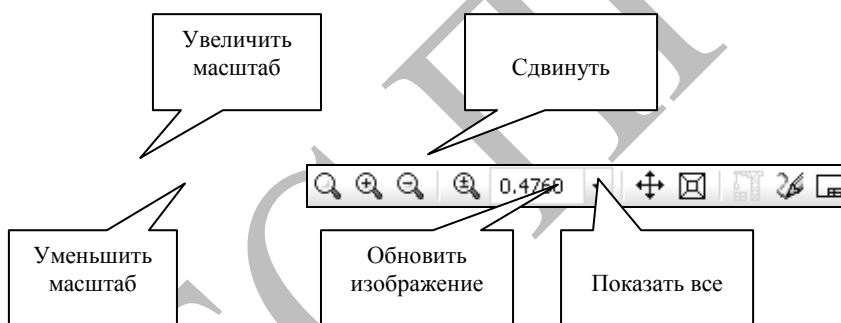 Увеличить
масштаб
Сдвинуть
0.4760
Уменьшить
масштаб
Обновить
изображение
Показать все